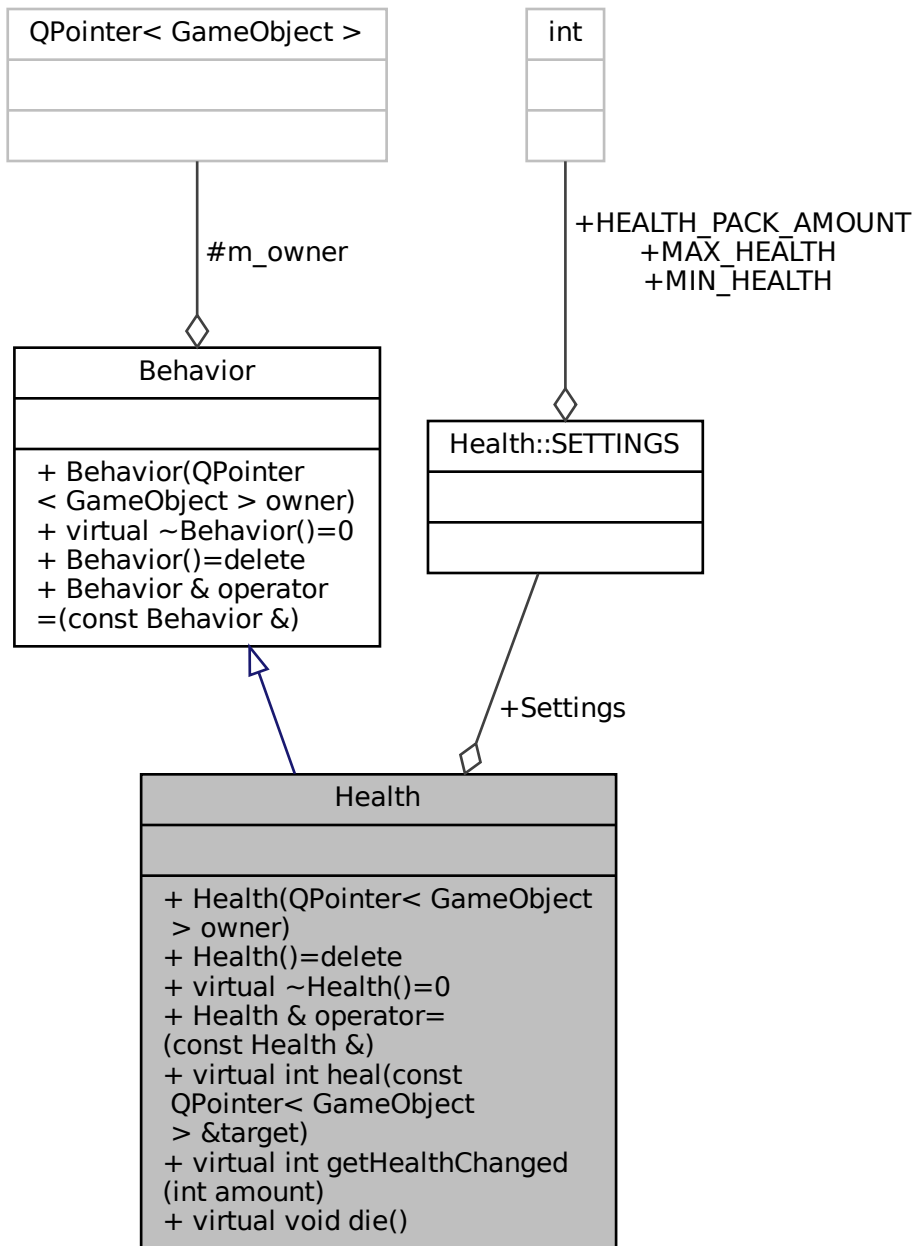 QPointer< GameObject >
int
#m_owner
+HEALTH_PACK_AMOUNT
+MAX_HEALTH
+MIN_HEALTH
Behavior
+ Behavior(QPointer
< GameObject > owner)
+ virtual ~Behavior()=0
+ Behavior()=delete
+ Behavior & operator
=(const Behavior &)
Health::SETTINGS
+Settings
Health
+ Health(QPointer< GameObject
> owner)
+ Health()=delete
+ virtual ~Health()=0
+ Health & operator=
(const Health &)
+ virtual int heal(const
QPointer< GameObject
> &target)
+ virtual int getHealthChanged
(int amount)
+ virtual void die()